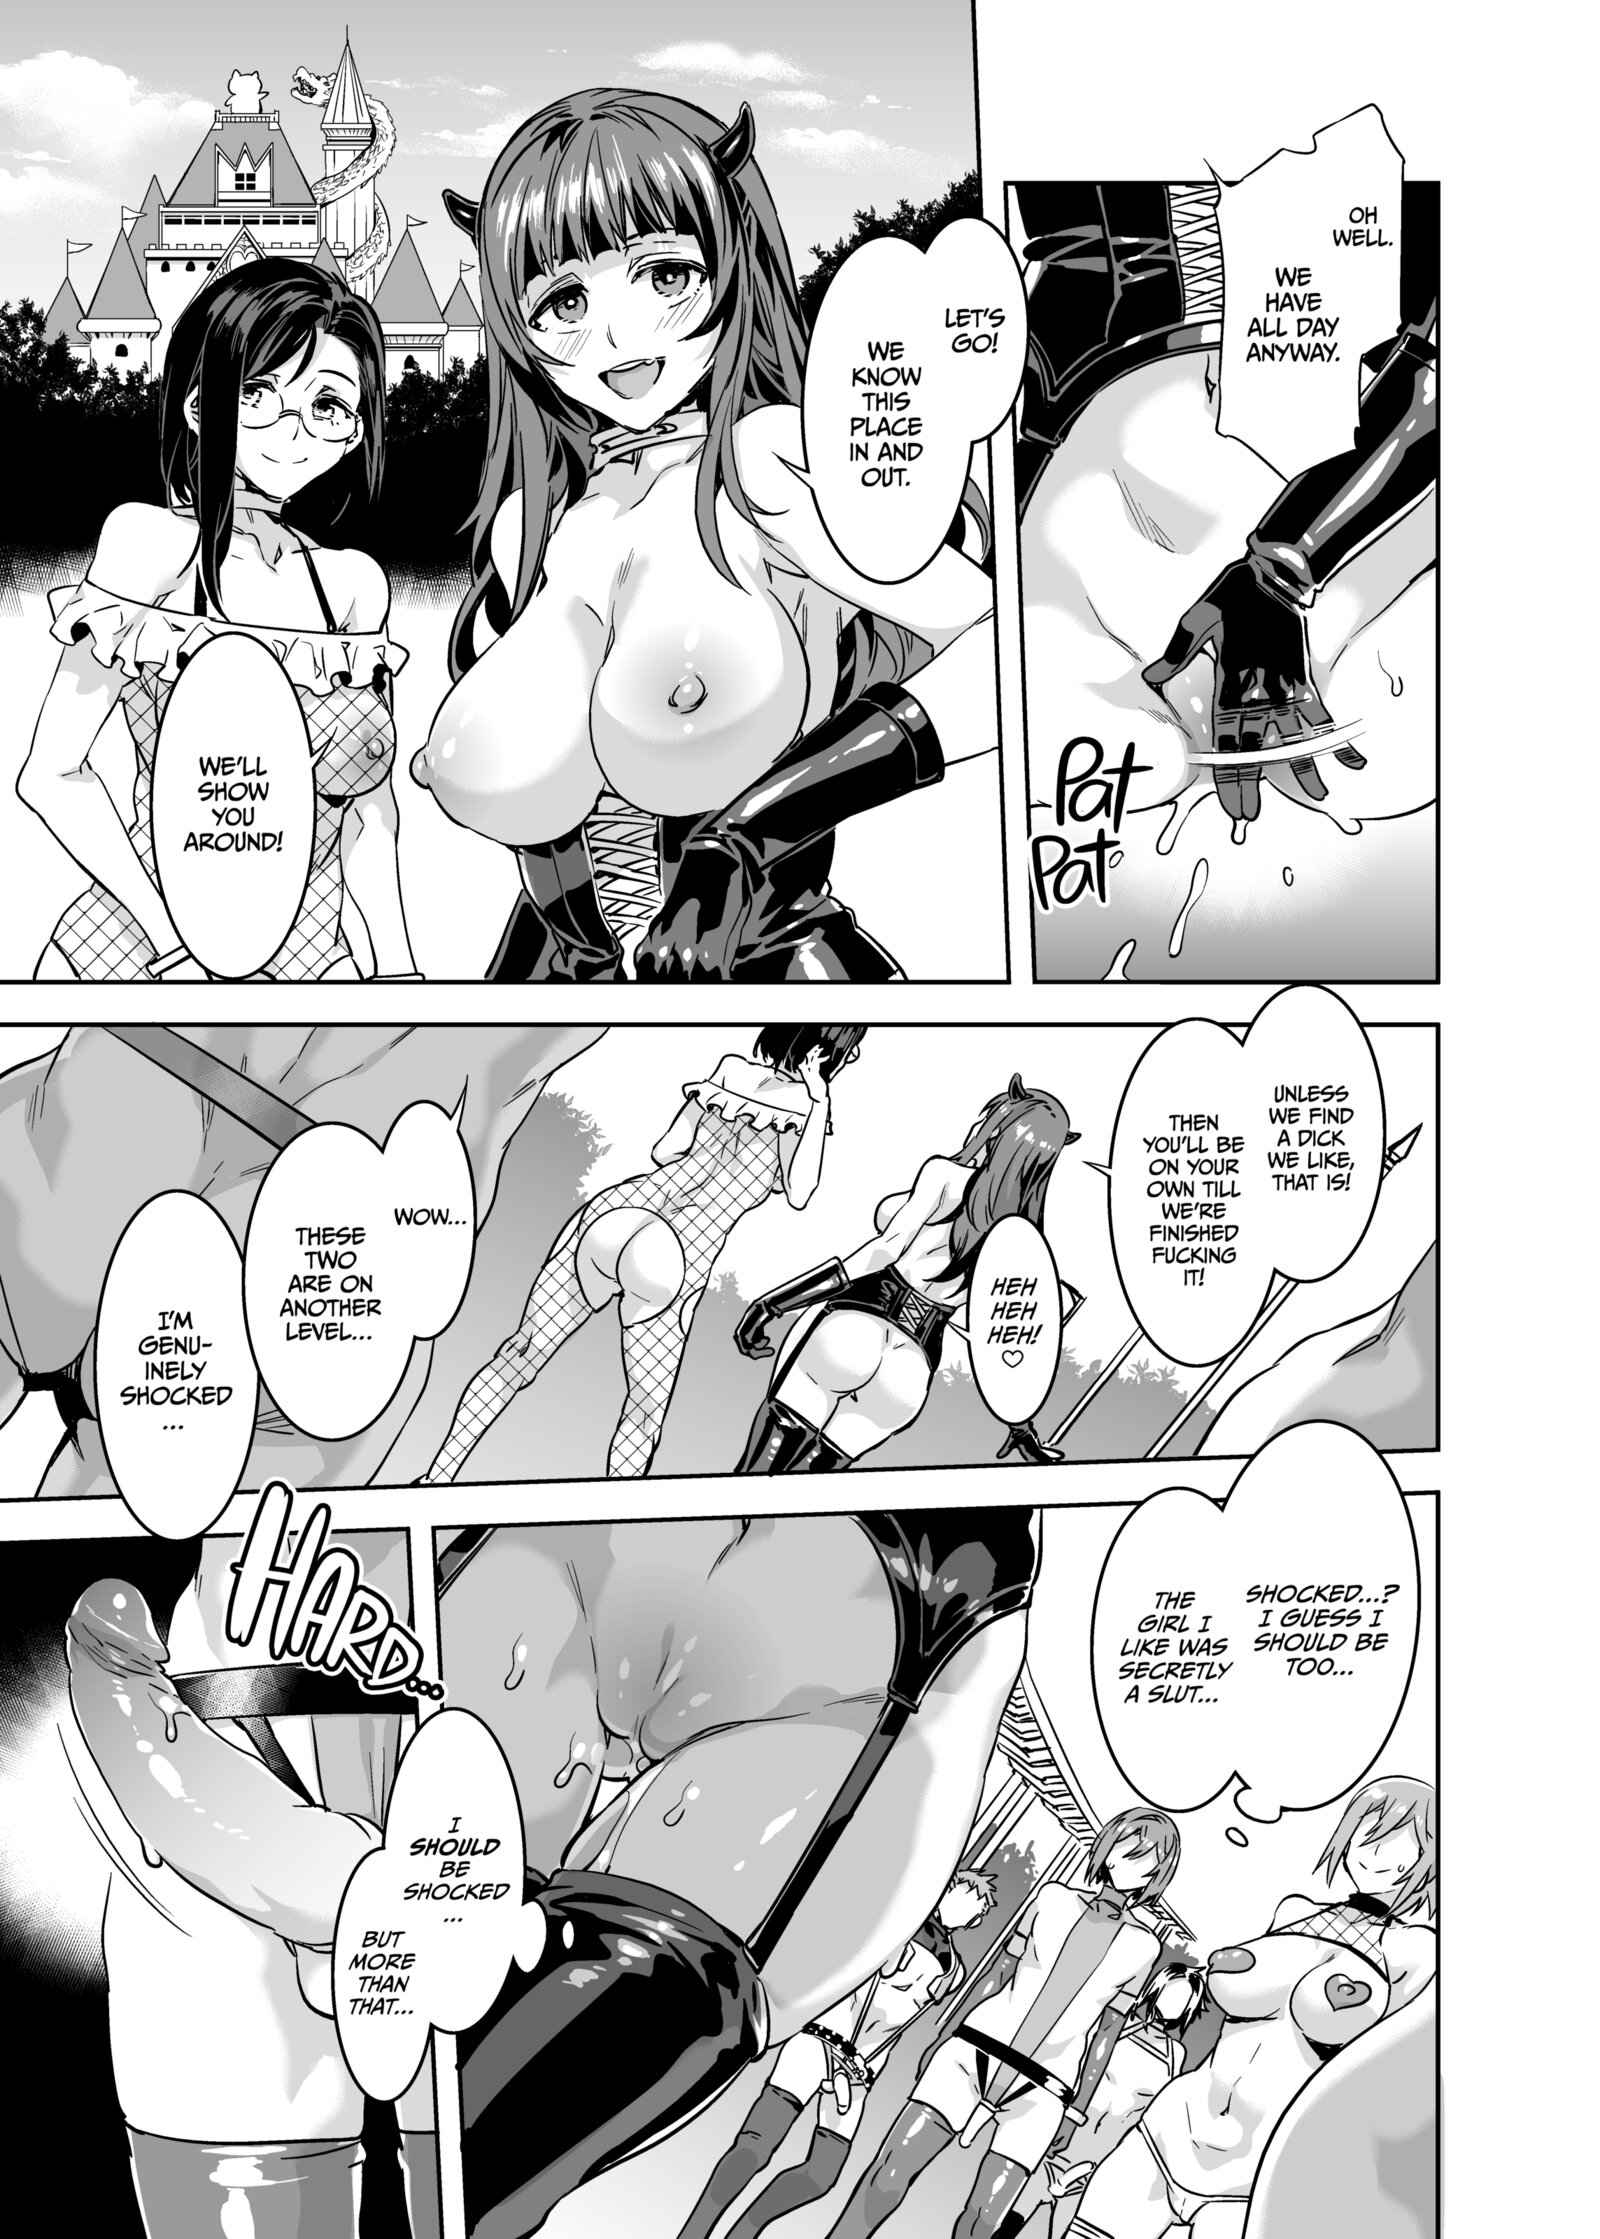 OH
WELL.
WE
HAVE
ALL DAY
ANYWAY.
Pat
Pat
LET'S
GO!
WE
KNOW
THIS
PLACE
IN AND
OUT.
WE'LL
SHOW
YOU
AROUND!
UNLESS
WE FIND
A DICK
WE LIKE,
THAT IS!
THEN
YOU'LL BE
ON YOUR
OWN TILL
WE'RE
FINISHED
FUCKING
IT!
HEH
HEH
HEH!
♡
WOW...
THESE
TWO
ARE ON
ANOTHER
LEVEL...
I'M
GENU-
INELY
SHOCKED
...
SHOCKED...?
I GUESS I
SHOULD BE
TOO...
THE
GIRL I
LIKE WAS
SECRETLY
A SLUT...
I
SHOULD
BE
SHOCKED
...
BUT
MORE
THAN
THAT...
HARD...